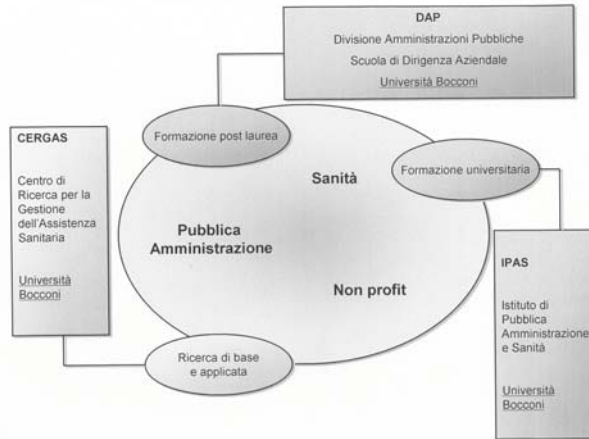 DAP
Divisione Amministrazioni Pubbliche
Scuola di Dirigenza Aziendale
Università Bocconi
Formazione post laurea
CERGAS
Centro di
Ricerca per la
Gestione
dell'Assistenza
Sanitaria
Università
Bocconi
Sanità
Formazione universitaria
Pubblica
Amministrazione
Non profit
IPAS
Istituto di
Pubblica
Amministrazione
e Sanità
Università
Bocconi
Ricerca di base
e applicata